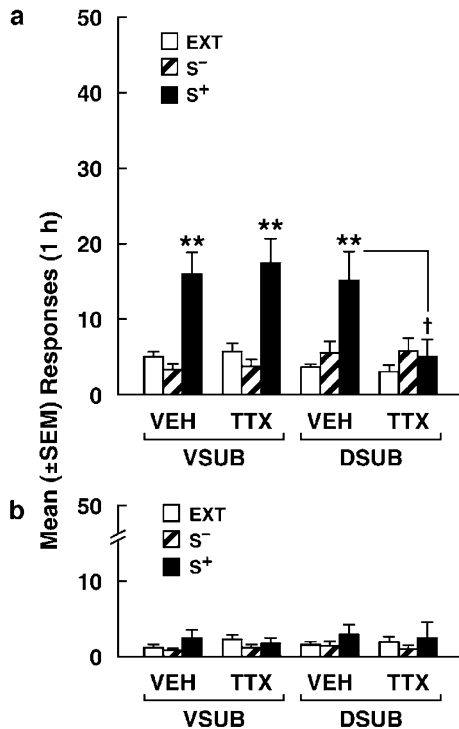 a
50
EXT
S⁻
S⁺
40
30
20
10
0
** ** ** †
VEH TTX VEH TTX
VSUB DSUB
Mean (±SEM) Responses (1 h)
b
50
EXT
S⁻
S⁺
10
0
VEH TTX VEH TTX
VSUB DSUB